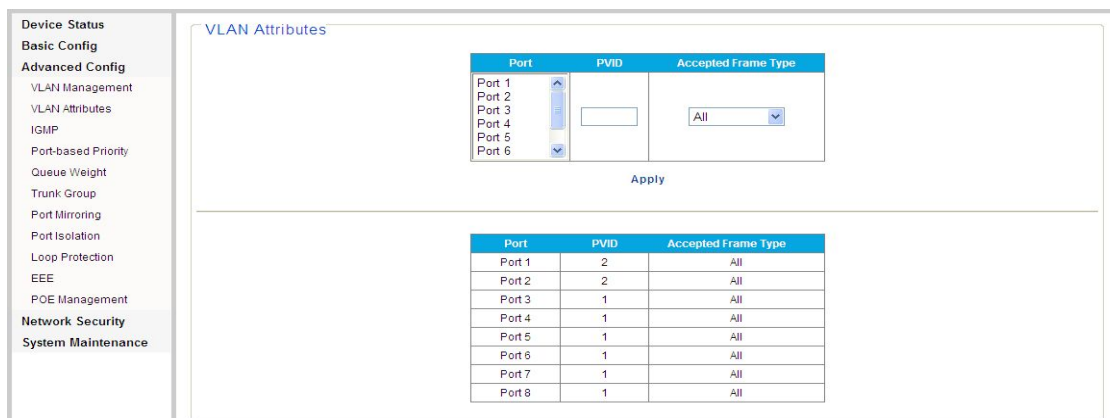 Device Status
Basic Config
Advanced Config
VLAN Management
VLAN Attributes
IGMP
Port-based Priority
Queue Weight
Trunk Group
Port Mirroring
Port Isolation
Loop Protection
EEE
POE Management
Network Security
System Maintenance
VLAN Attributes
Port PVID Accepted Frame Type
Port 1
Port 2
Port 3
Port 4
Port 5
Port 6
All
Apply
Port PVID Accepted Frame Type
Port 1 2 All
Port 2 2 All
Port 3 1 All
Port 4 1 All
Port 5 1 All
Port 6 1 All
Port 7 1 All
Port 8 1 All